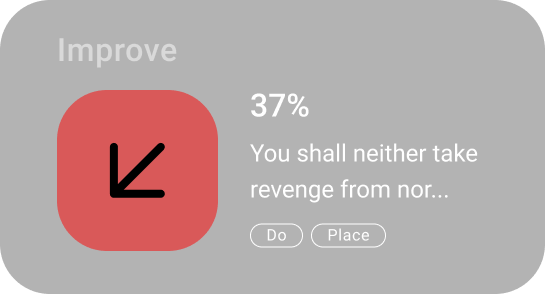 Improve
37%
You shall neither take
revenge from nor...
Do
Place